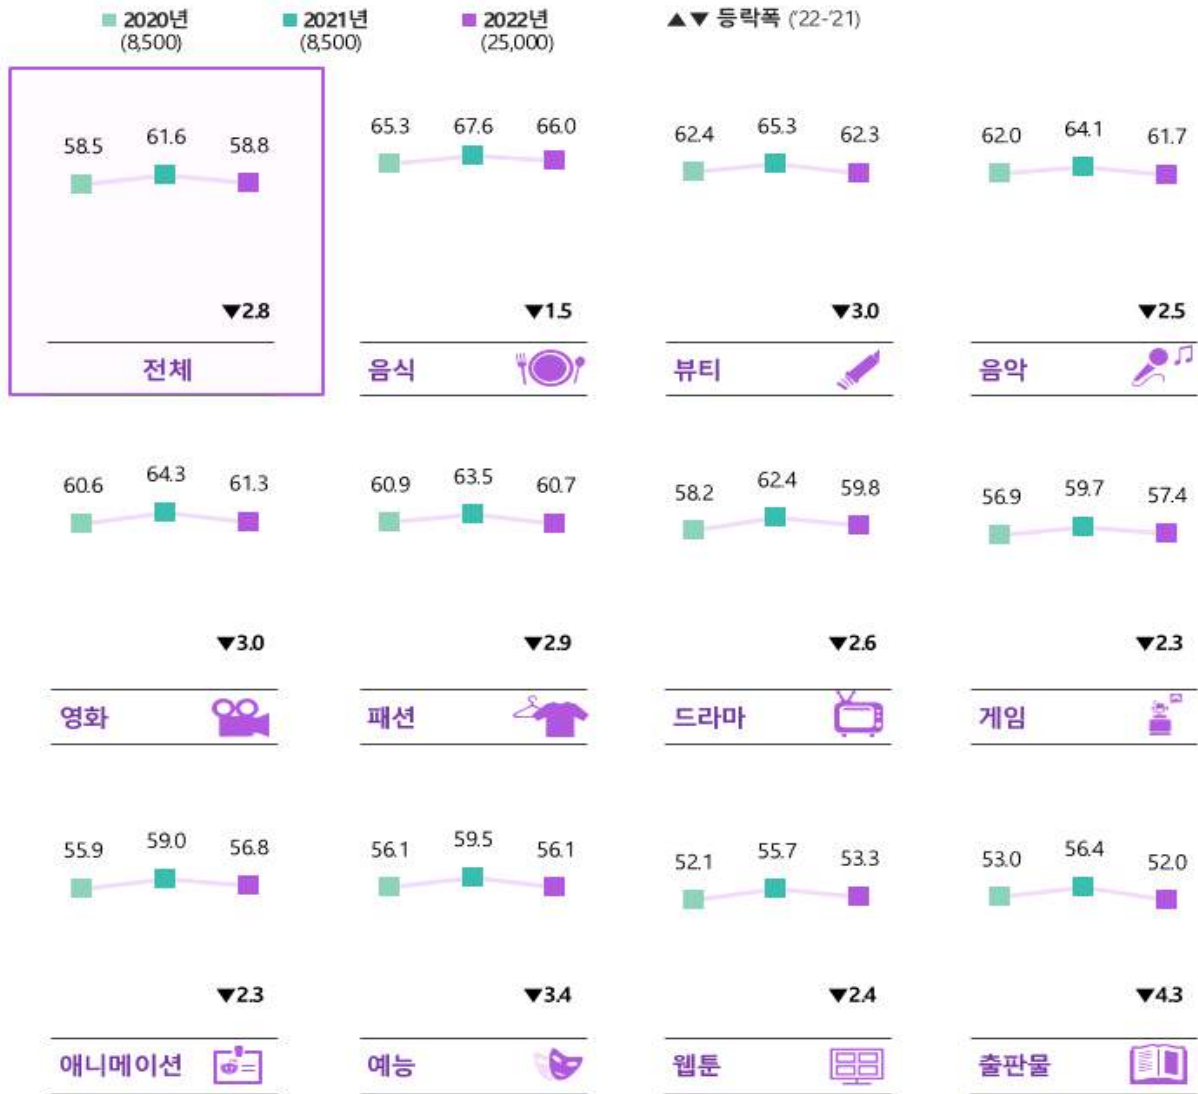 2020년 2021년 2022년 ▲▼ 등락폭 ('22-'21)
(8,500) (8,500) (25,000)
58.5 61.6 58.8
▼2.8
전체
65.3 67.6 66.0
▼1.5
음식
62.4 65.3 62.3
▼3.0
뷰티
62.0 64.1 61.7
▼2.5
음악
60.6 64.3 61.3
▼3.0
영화
60.9 63.5 60.7
▼2.9
패션
58.2 62.4 59.8
▼2.6
드라마
56.9 59.7 57.4
▼2.3
게임
55.9 59.0 56.8
▼2.3
애니메이션
56.1 59.5 56.1
▼3.4
예능
52.1 55.7 53.3
▼2.4
웹툰
53.0 56.4 52.0
▼4.3
출판물